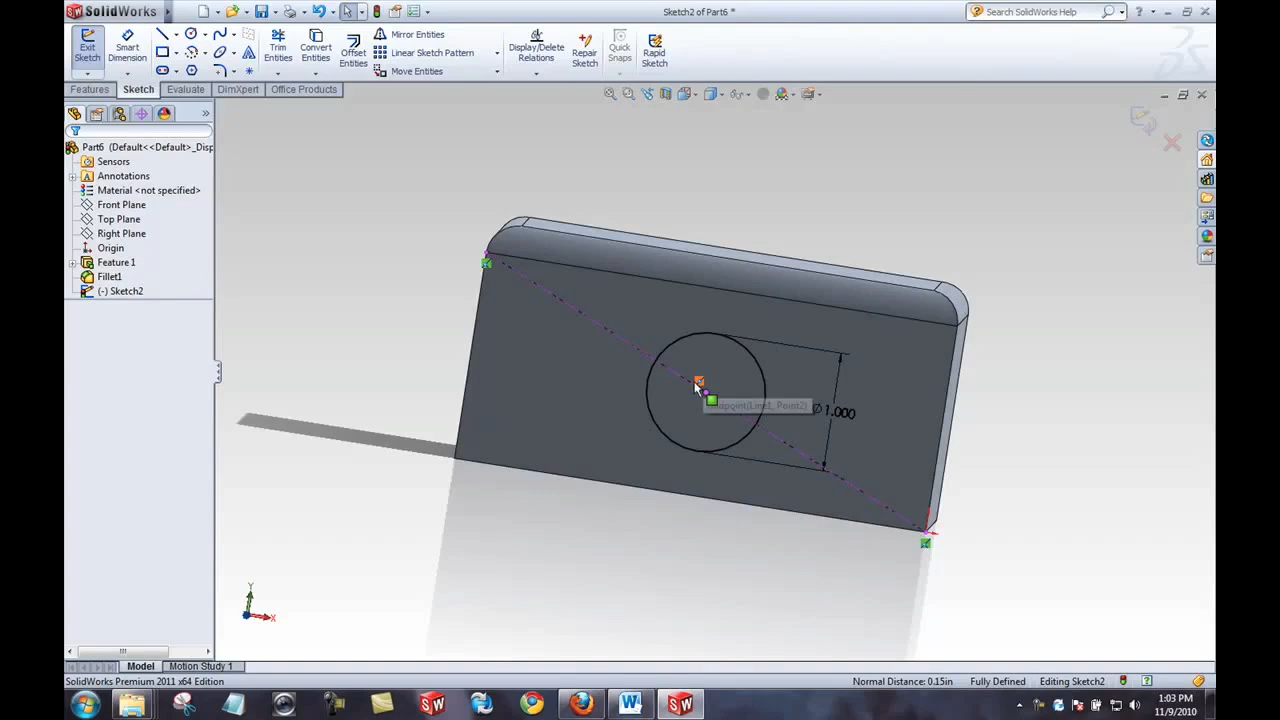 SolidWorks
Sketch2 of Part6 *
Search SolidWorks Help
Exit Sketch
Smart Dimension
Trim Entities
Convert Entities
Offset Entities
Mirror Entities
Linear Sketch Pattern
Move Entities
Display/Delete Relations
Repair Sketch
Quick Snaps
Rapid Sketch
Features Sketch Evaluate DimXpert Office Products
Part6 (Default<<Default>_Disp
Sensors
Annotations
Material <not specified>
Front Plane
Top Plane
Right Plane
Origin
Feature 1
Fillet1
(-) Sketch2
Ø 1.000
Y
X
Model Motion Study 1
SolidWorks Premium 2011 x64 Edition
Normal Distance: 0.15in Fully Defined Editing Sketch2
1:03 PM
11/9/2010